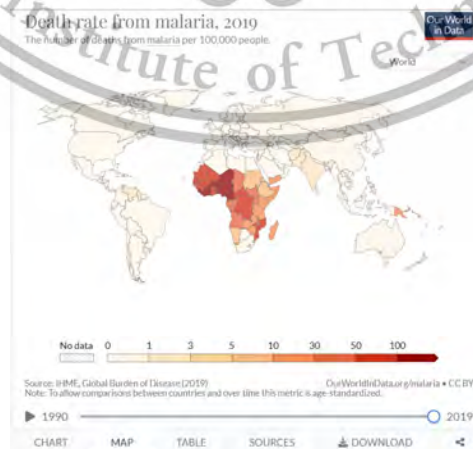 Death rate from malaria, 2019
The number of deaths from malaria per 100,000 people.
Our World
in Data
Institute of Tech
World
No data 0 1 3 5 10 30 50 100
Source: IHME, Global Burden of Disease (2019)
OurWorldInData.org/malaria • CC BY
Note: To allow comparisons between countries and over time this metric is age-standardized.
▶ 1990 2019
CHART MAP TABLE SOURCES DOWNLOAD